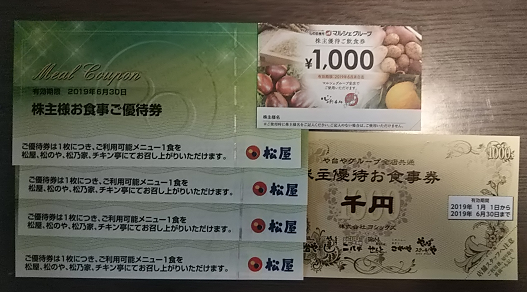 Meal Coupon
有効期限 2019年6月30日
株主様お食事ご優待券
ご優待券は1枚につき、ご利用可能メニュー1食を
松屋、松のや、松乃家、チキン亭にてお召し上がりいただけます。
松屋
ご優待券は1枚につき、ご利用可能メニュー1食を
松屋、松のや、松乃家、チキン亭にてお召し上がりいただけます。
松屋
ご優待券は1枚につき、ご利用可能メニュー1食を
松屋、松のや、松乃家、チキン亭にてお召し上がりいただけます。
松屋
ご優待券は1枚につき、ご利用可能メニュー1食を
松屋、松のや、松乃家、チキン亭にてお召し上がりいただけます。
松屋
マルシェグループ
株主優待ご飲食券
¥1,000
株主様名
や台やグループ全店共通
株主優待お食事券
1000
千円
有効期間
2019年 1月 1日から
2019年 6月30日まで